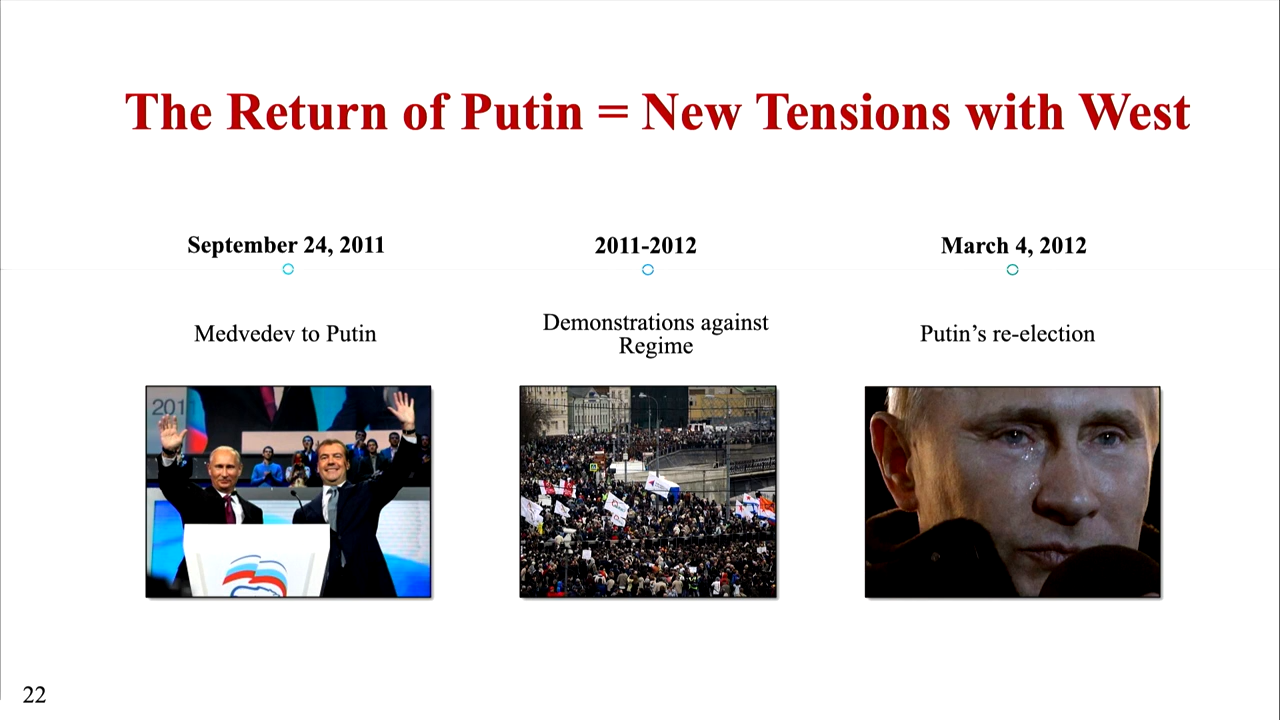 The Return of Putin = New Tensions with West
September 24, 2011
Medvedev to Putin
201
2011-2012
Demonstrations against
Regime
March 4, 2012
Putin’s re-election
22